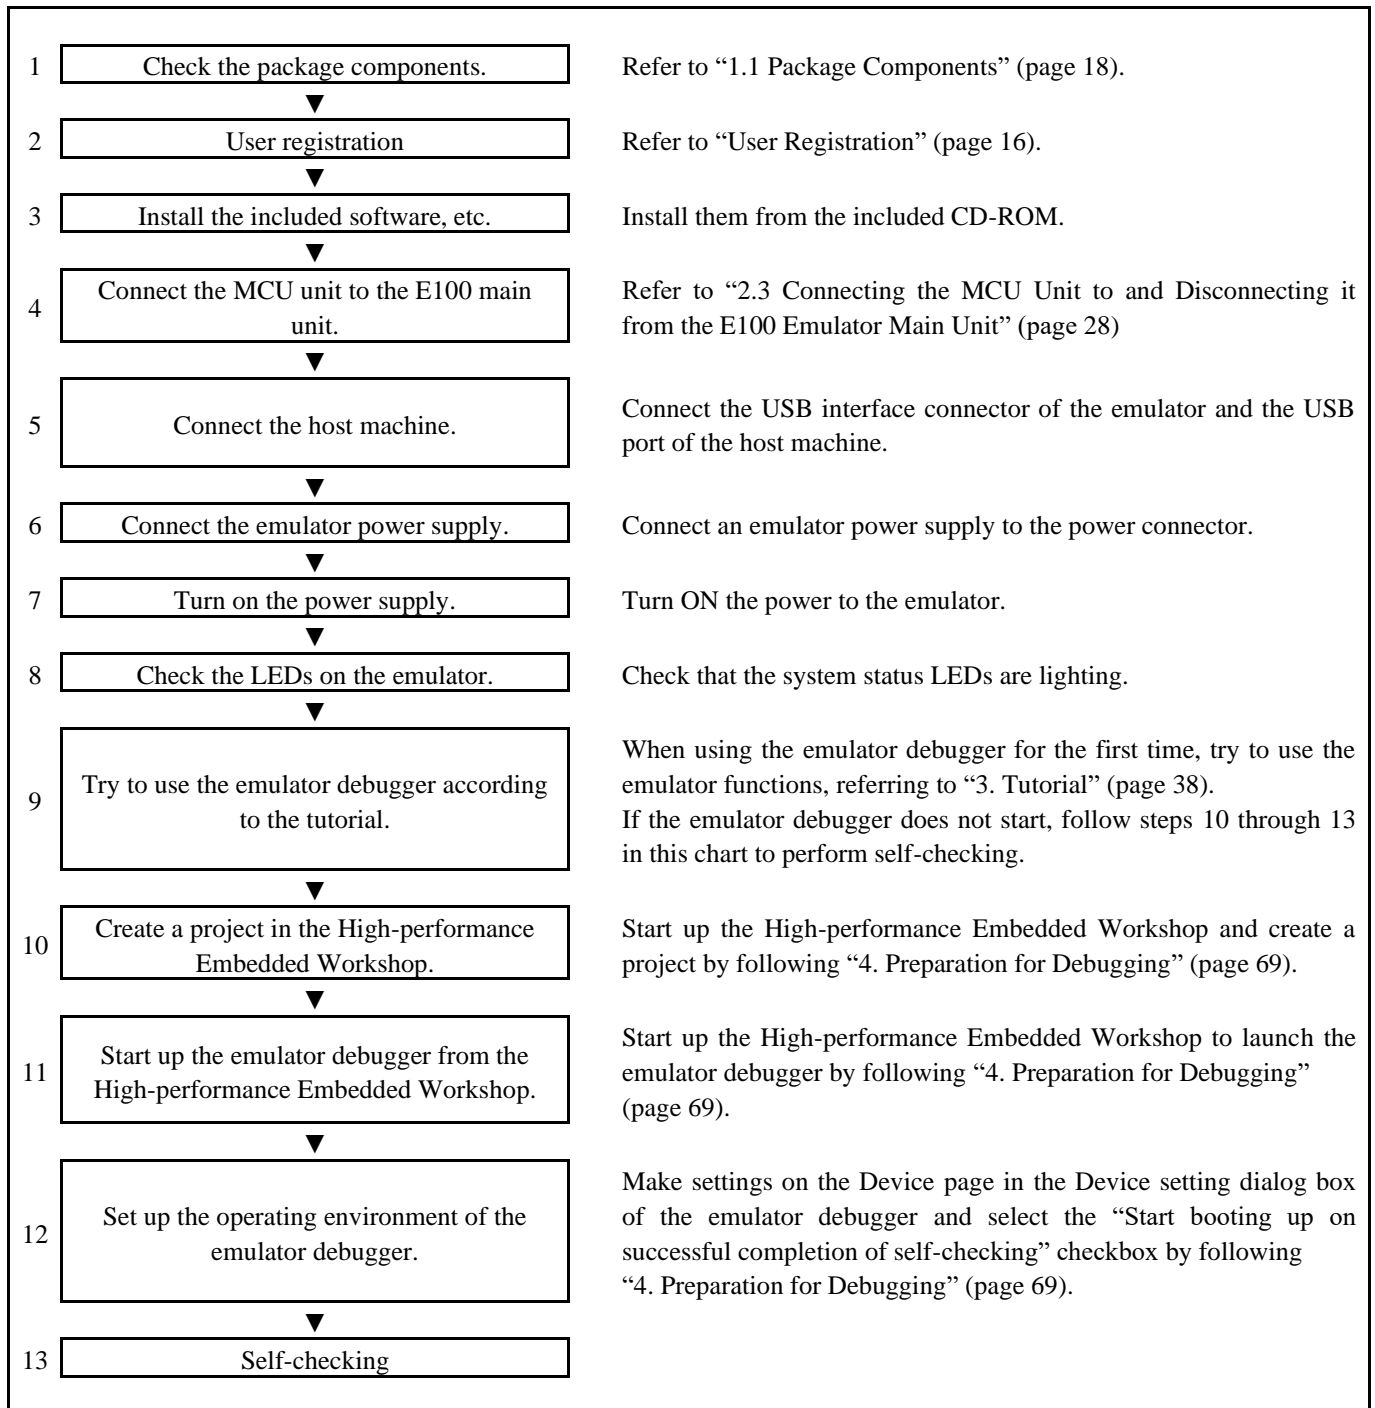 1
Check the package components.
Refer to “1.1 Package Components” (page 18).
▼
2
User registration
Refer to “User Registration” (page 16).
▼
3
Install the included software, etc.
Install them from the included CD-ROM.
▼
4
Connect the MCU unit to the E100 main
unit.
Refer to “2.3 Connecting the MCU Unit to and Disconnecting it
from the E100 Emulator Main Unit” (page 28)
▼
5
Connect the host machine.
Connect the USB interface connector of the emulator and the USB
port of the host machine.
▼
6
Connect the emulator power supply.
Connect an emulator power supply to the power connector.
▼
7
Turn on the power supply.
Turn ON the power to the emulator.
▼
8
Check the LEDs on the emulator.
Check that the system status LEDs are lighting.
▼
9
Try to use the emulator debugger according
to the tutorial.
When using the emulator debugger for the first time, try to use the
emulator functions, referring to “3. Tutorial” (page 38).
If the emulator debugger does not start, follow steps 10 through 13
in this chart to perform self-checking.
▼
10
Create a project in the High-performance
Embedded Workshop.
Start up the High-performance Embedded Workshop and create a
project by following “4. Preparation for Debugging” (page 69).
▼
11
Start up the emulator debugger from the
High-performance Embedded Workshop.
Start up the High-performance Embedded Workshop to launch the
emulator debugger by following “4. Preparation for Debugging”
(page 69).
▼
12
Set up the operating environment of the
emulator debugger.
Make settings on the Device page in the Device setting dialog box
of the emulator debugger and select the “Start booting up on
successful completion of self-checking” checkbox by following
“4. Preparation for Debugging” (page 69).
▼
13
Self-checking